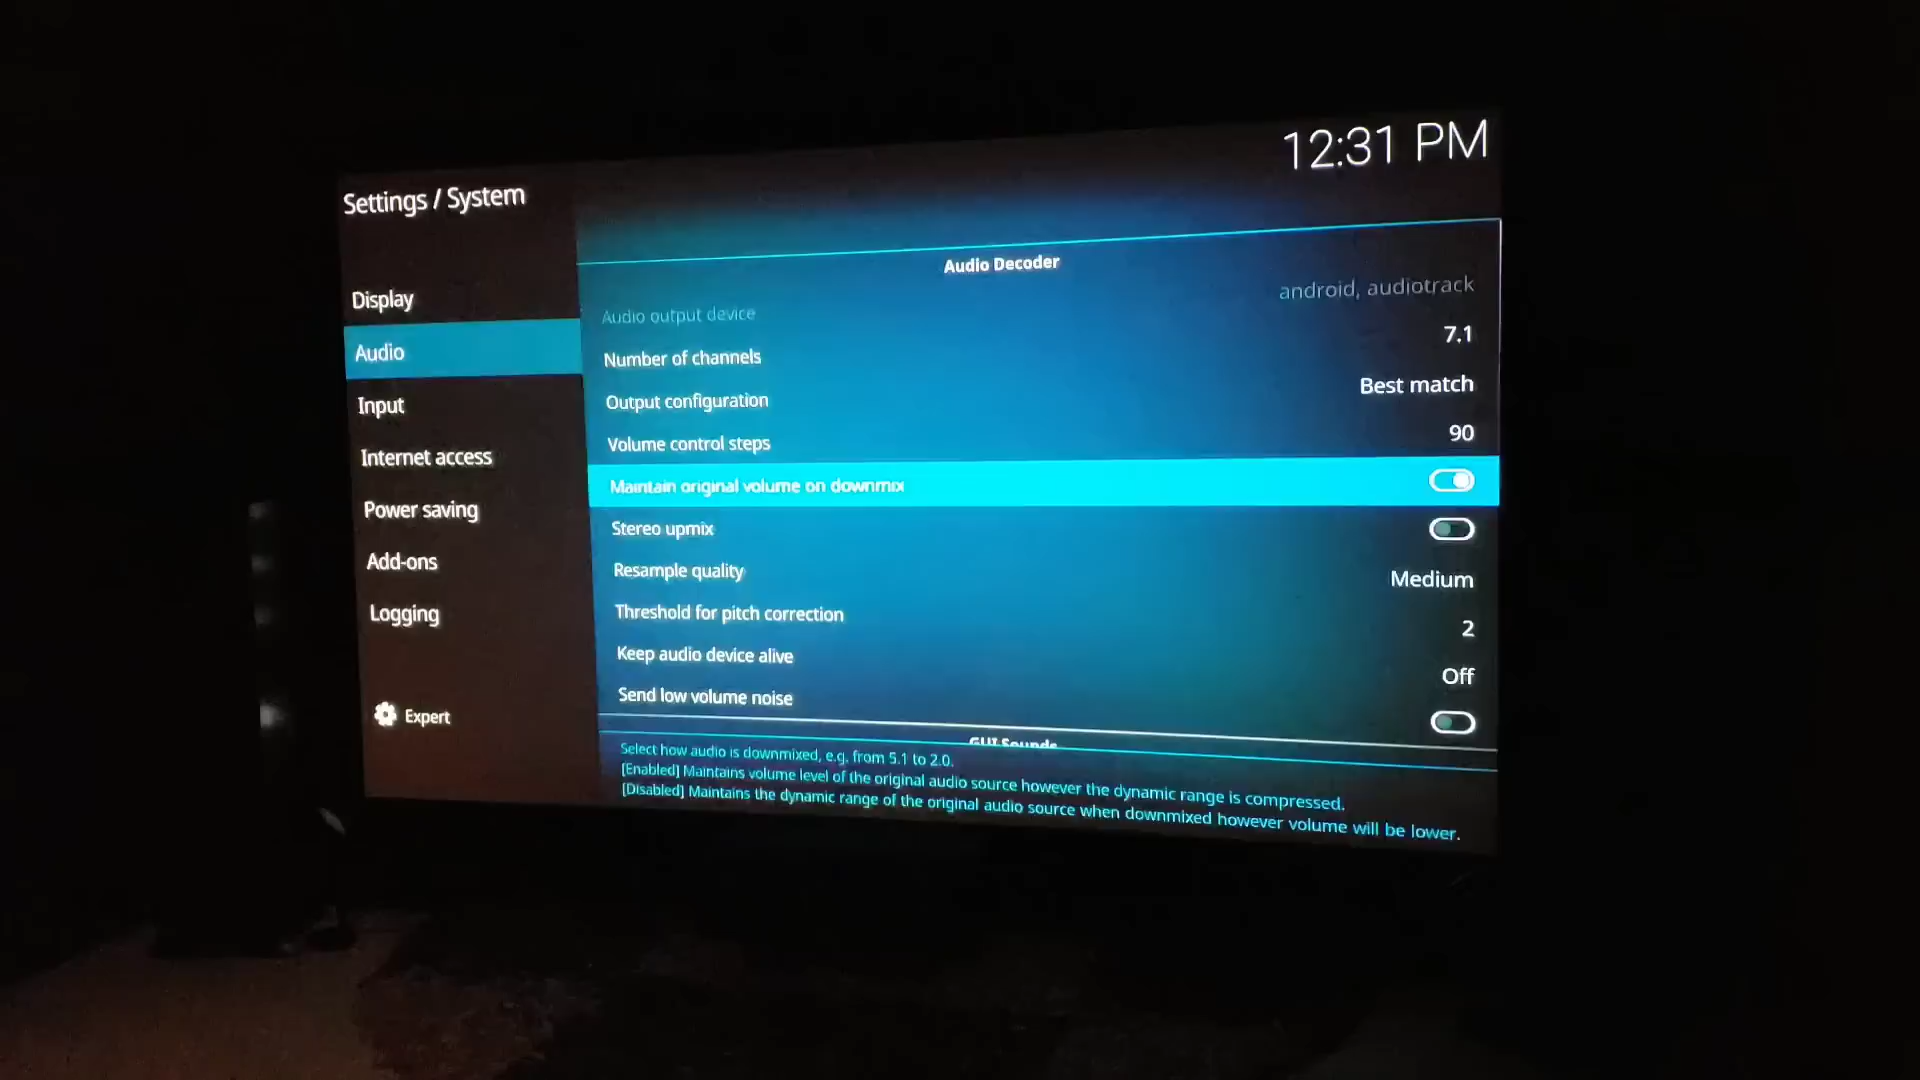 12:31 PM
Settings / System
Display
Audio
Input
Internet access
Power saving
Add-ons
Logging
Expert
Audio Decoder
Audio output device android, audiotrack
Number of channels 7.1
Output configuration Best match
Volume control steps 90
Maintain original volume on downmix
Stereo upmix
Resample quality Medium
Threshold for pitch correction 2
Keep audio device alive Off
Send low volume noise
GUI Sounds
Select how audio is downmixed, e.g. from 5.1 to 2.0.
[Enabled] Maintains volume level of the original audio source however the dynamic range is compressed.
[Disabled] Maintains the dynamic range of the original audio source when downmixed however volume will be lower.